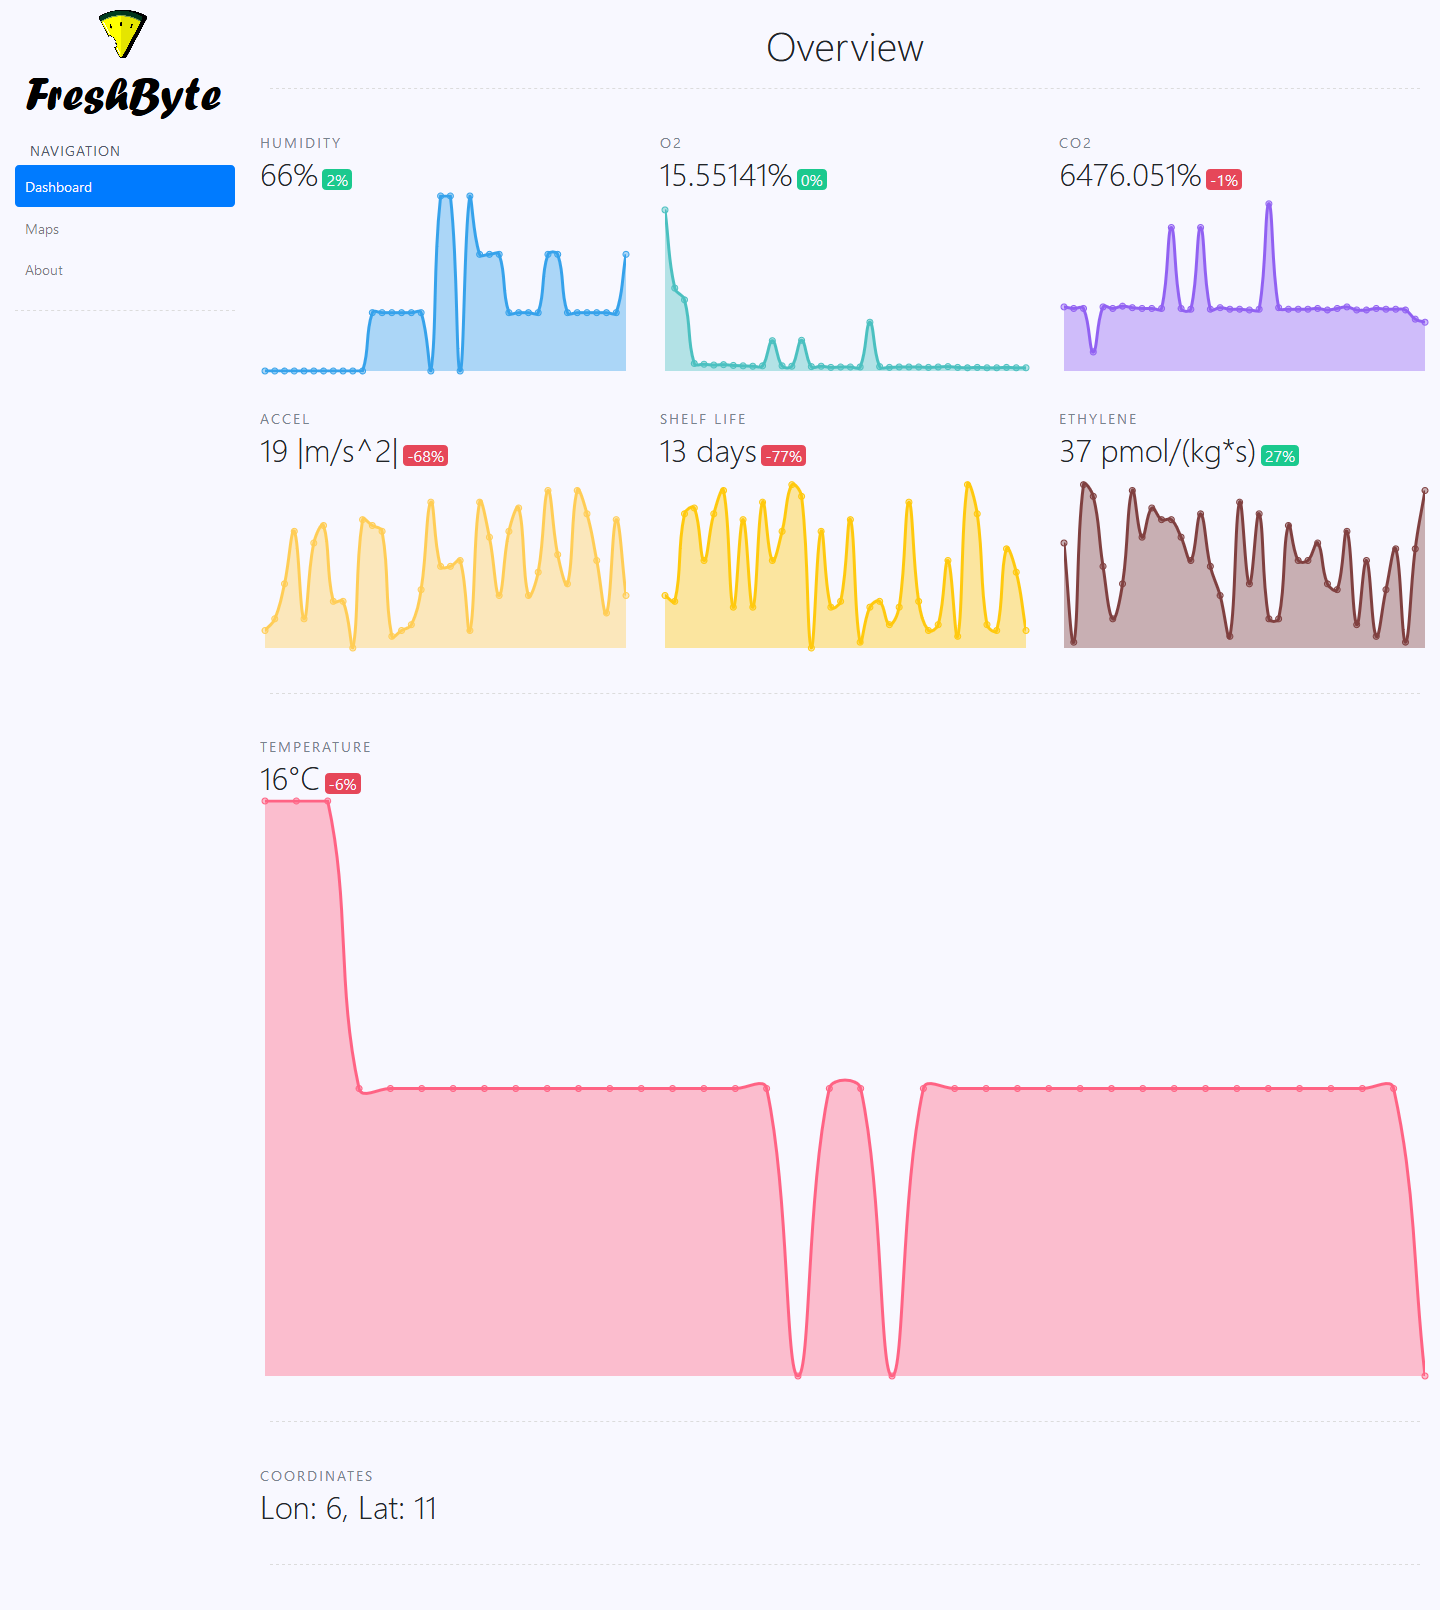 FreshByte
NAVIGATION
Dashboard
Maps
About
Overview
HUMIDITY
66% 2%
O2
15.55141% 0%
CO2
6476.051% -1%
ACCEL
19 |m/s^2| -68%
SHELF LIFE
13 days -77%
ETHYLENE
37 pmol/(kg*s) 27%
TEMPERATURE
16°C -6%
COORDINATES
Lon: 6, Lat: 11